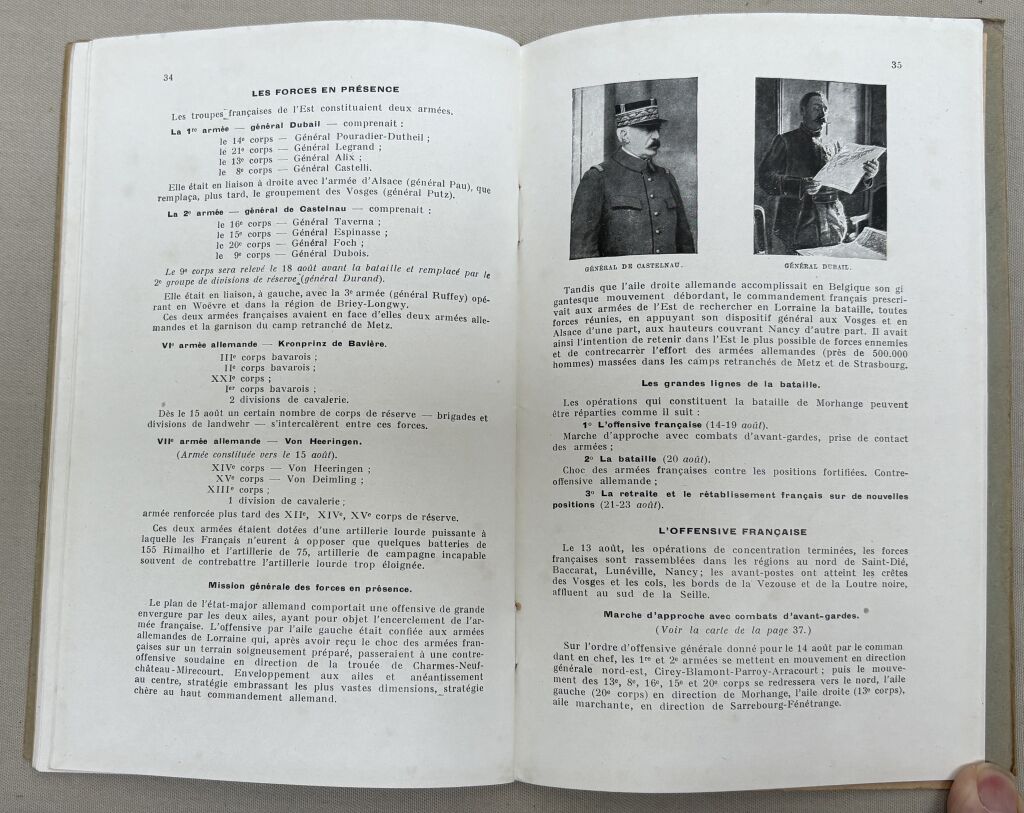 34
LES FORCES EN PRÉSENCE
Les troupes françaises de l'Est constituaient deux armées.
La 1re armée — général Dubail — comprenait :
le 14e corps — Général Pouradier-Dutheil ;
le 21e corps — Général Legrand ;
le 13e corps — Général Alix ;
le 8e corps — Général Castelli.
Elle était en liaison à droite avec l'armée d'Alsace (général Pau), que
remplaça, plus tard, le groupement des Vosges (général Putz).
La 2e armée — général de Castelnau — comprenait :
le 16e corps — Général Taverna ;
le 15e corps — Général Espinasse ;
le 20e corps — Général Foch ;
le 9e corps — Général Dubois.
Le 9e corps sera relevé le 18 août avant la bataille et remplacé par le
2e groupe de divisions de réserve (général Durand).
Elle était en liaison, à gauche, avec la 3e armée (général Ruffey) opé-
rant en Woëvre et dans la région de Briey-Longwy.
Ces deux armées françaises avaient en face d'elles deux armées alle-
mandes et la garnison du camp retranché de Metz.
VIe armée allemande — Kronprinz de Bavière.
IIIe corps bavarois ;
IIe corps bavarois ;
XXIe corps ;
Ier corps bavarois ;
2 divisions de cavalerie.
Dès le 15 août un certain nombre de corps de réserve — brigades et
divisions de landwehr — s'intercalèrent entre ces forces.
VIIe armée allemande — Von Heeringen.
(Armée constituée vers le 15 août).
XIVe corps — Von Heeringen ;
XVe corps — Von Deimling ;
XIIIe corps ;
1 division de cavalerie ;
armée renforcée plus tard des XIIe, XIVe, XVe corps de réserve.
Ces deux armées étaient dotées d'une artillerie lourde puissante à
laquelle les Français n'eurent à opposer que quelques batteries de
155 Rimailho et l'artillerie de 75, artillerie de campagne incapable
souvent de contrebattre l'artillerie lourde trop éloignée.
Mission générale des forces en présence.
Le plan de l'état-major allemand comportait une offensive de grande
envergure par les deux ailes, ayant pour objet l'encerclement de l'ar-
mée française. L'offensive par l'aile gauche était confiée aux armées
allemandes de Lorraine qui, après avoir reçu le choc des armées fran-
çaises sur un terrain soigneusement préparé, passeraient à une contre-
offensive soudaine en direction de la trouée de Charmes-Neuf-
château-Mirecourt. Enveloppement aux ailes et anéantissement
au centre, stratégie embrassant les plus vastes dimensions, stratégie
chère au haut commandement allemand.
35
GÉNÉRAL DE CASTELNAU.
GÉNÉRAL DUBAIL.
Tandis que l'aile droite allemande accomplissait en Belgique son gi
gantesque mouvement débordant, le commandement français prescri-
vait aux armées de l'Est de rechercher en Lorraine la bataille, toutes
forces réunies, en appuyant son dispositif général aux Vosges et en
Alsace d'une part, aux hauteurs couvrant Nancy d'autre part. Il avait
ainsi l'intention de retenir dans l'Est le plus possible de forces ennemies
et de contrecarrer l'effort des armées allemandes (près de 500.000
hommes) massées dans les camps retranchés de Metz et de Strasbourg.
Les grandes lignes de la bataille.
Les opérations qui constituent la bataille de Morhange peuvent
être réparties comme il suit :
1o L'offensive française (14-19 août).
Marche d'approche avec combats d'avant-gardes, prise de contact
des armées ;
2o La bataille (20 août).
Choc des armées françaises contre les positions fortifiées. Contre-
offensive allemande ;
3o La retraite et le rétablissement français sur de nouvelles
positions (21-23 août).
L'OFFENSIVE FRANÇAISE
Le 13 août, les opérations de concentration terminées, les forces
françaises sont rassemblées dans les régions au nord de Saint-Dié,
Baccarat, Lunéville, Nancy ; les avant-postes ont atteint les crêtes
des Vosges et les cols, les bords de la Vezouse et de la Loutre noire,
affluent au sud de la Seille.
Marche d'approche avec combats d'avant-gardes.
(Voir la carte de la page 37.)
Sur l'ordre d'offensive générale donné pour le 14 août par le comman
dant en chef, les 1re et 2e armées se mettent en mouvement en direction
générale nord-est, Cirey-Blamont-Parroy-Arracourt ; puis le mouve-
ment des 13e, 8e, 16e, 15e et 20e corps se redressera vers le nord, l'aile
gauche (20e corps) en direction de Morhange, l'aile droite (13e corps),
aile marchante, en direction de Sarrebourg-Fénétrange.